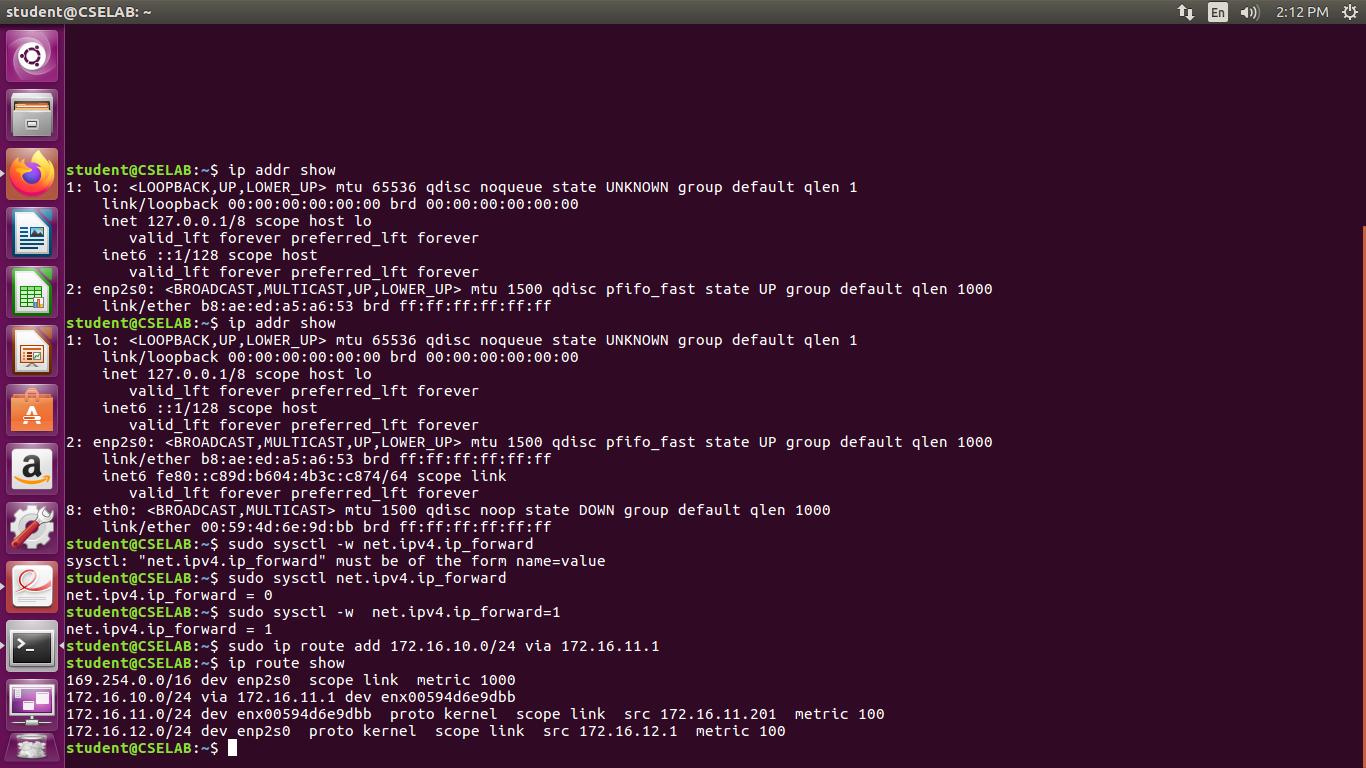 student@CSELAB: ~
En
2:12 PM
student@CSELAB:~$ ip addr show
1: lo: <LOOPBACK,UP,LOWER_UP> mtu 65536 qdisc noqueue state UNKNOWN group default qlen 1
    link/loopback 00:00:00:00:00:00 brd 00:00:00:00:00:00
    inet 127.0.0.1/8 scope host lo
       valid_lft forever preferred_lft forever
    inet6 ::1/128 scope host
       valid_lft forever preferred_lft forever
2: enp2s0: <BROADCAST,MULTICAST,UP,LOWER_UP> mtu 1500 qdisc pfifo_fast state UP group default qlen 1000
    link/ether b8:ae:ed:a5:a6:53 brd ff:ff:ff:ff:ff:ff
student@CSELAB:~$ ip addr show
1: lo: <LOOPBACK,UP,LOWER_UP> mtu 65536 qdisc noqueue state UNKNOWN group default qlen 1
    link/loopback 00:00:00:00:00:00 brd 00:00:00:00:00:00
    inet 127.0.0.1/8 scope host lo
       valid_lft forever preferred_lft forever
    inet6 ::1/128 scope host
       valid_lft forever preferred_lft forever
2: enp2s0: <BROADCAST,MULTICAST,UP,LOWER_UP> mtu 1500 qdisc pfifo_fast state UP group default qlen 1000
    link/ether b8:ae:ed:a5:a6:53 brd ff:ff:ff:ff:ff:ff
    inet6 fe80::c89d:b604:4b3c:c874/64 scope link
       valid_lft forever preferred_lft forever
8: eth0: <BROADCAST,MULTICAST> mtu 1500 qdisc noop state DOWN group default qlen 1000
    link/ether 00:59:4d:6e:9d:bb brd ff:ff:ff:ff:ff:ff
student@CSELAB:~$ sudo sysctl -w net.ipv4.ip_forward
sysctl: "net.ipv4.ip_forward" must be of the form name=value
student@CSELAB:~$ sudo sysctl net.ipv4.ip_forward
net.ipv4.ip_forward = 0
student@CSELAB:~$ sudo sysctl -w  net.ipv4.ip_forward=1
net.ipv4.ip_forward = 1
student@CSELAB:~$ sudo ip route add 172.16.10.0/24 via 172.16.11.1
student@CSELAB:~$ ip route show
169.254.0.0/16 dev enp2s0  scope link  metric 1000
172.16.10.0/24 via 172.16.11.1 dev enx00594d6e9dbb
172.16.11.0/24 dev enx00594d6e9dbb  proto kernel  scope link  src 172.16.11.201  metric 100
172.16.12.0/24 dev enp2s0  proto kernel  scope link  src 172.16.12.1  metric 100
student@CSELAB:~$